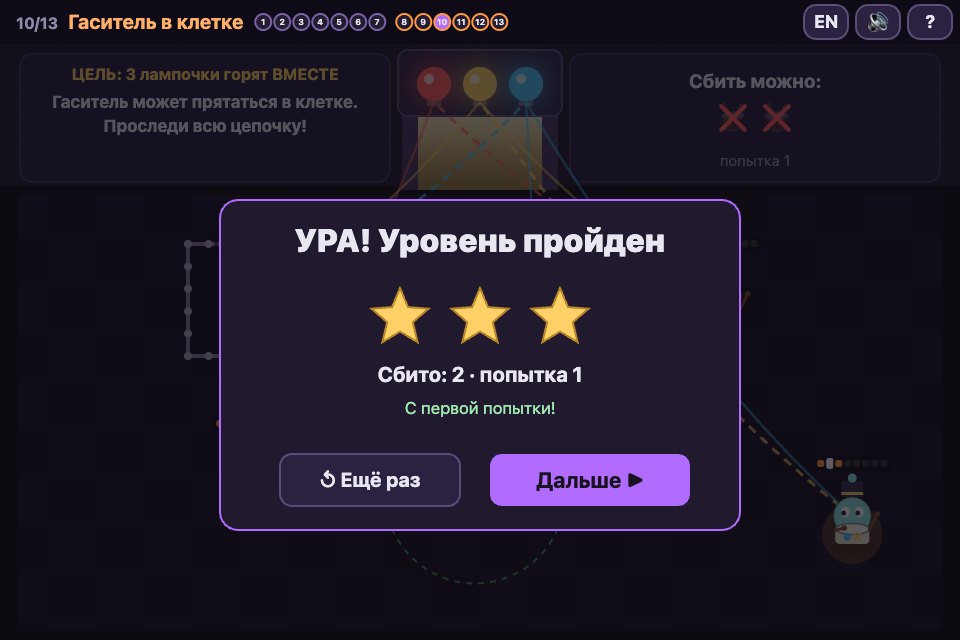 10/13 Гаситель в клетке 1 2 3 4 5 6 7 8 9 10 11 12 13 EN ?
ЦЕЛЬ: 3 лампочки горят ВМЕСТЕ
Гаситель может прятаться в клетке.
Проследи всю цепочку!
Сбить можно:
попытка 1
УРА! Уровень пройден
Сбито: 2 · попытка 1
С первой попытки!
Ещё раз
Дальше